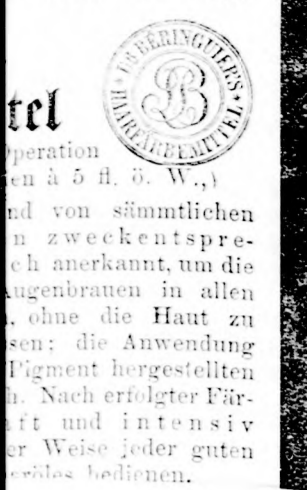 DR BÉRINGUIER'S
HAARFÄRBEMITTEL
B
tel
Operation
en à 5 fl. ö. W.,)
nd von sämmtlichen
n zweckentspre-
ch anerkannt, um die
Augenbrauen in allen
ohne die Haut zu
sen; die Anwendung
Pigment hergestellten
h. Nach erfolgter Fär-
ft und intensiv
er Weise jeder guten
bedienen.